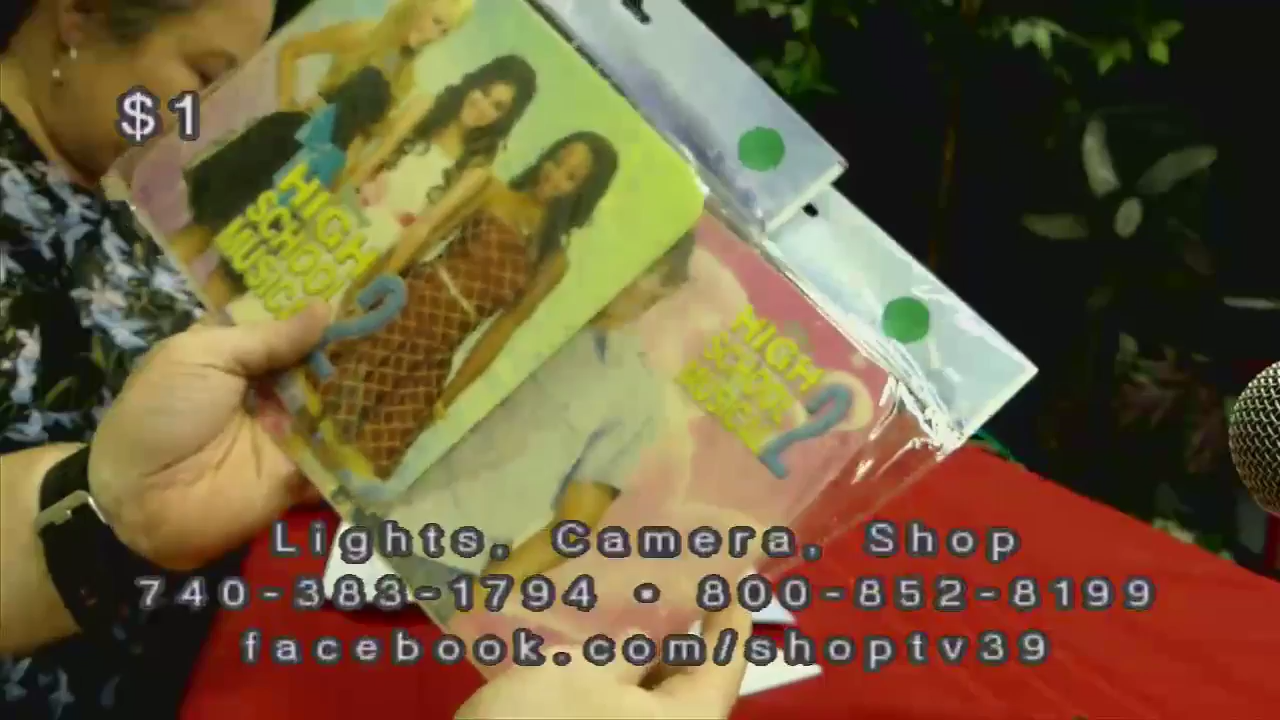 $1
HIGH
SCHOOL
MUSICAL
2
HIGH
SCHOOL
MUSICAL
2
Lights, Camera, Shop
740-383-1794 • 800-852-8199
facebook.com/shoptv39